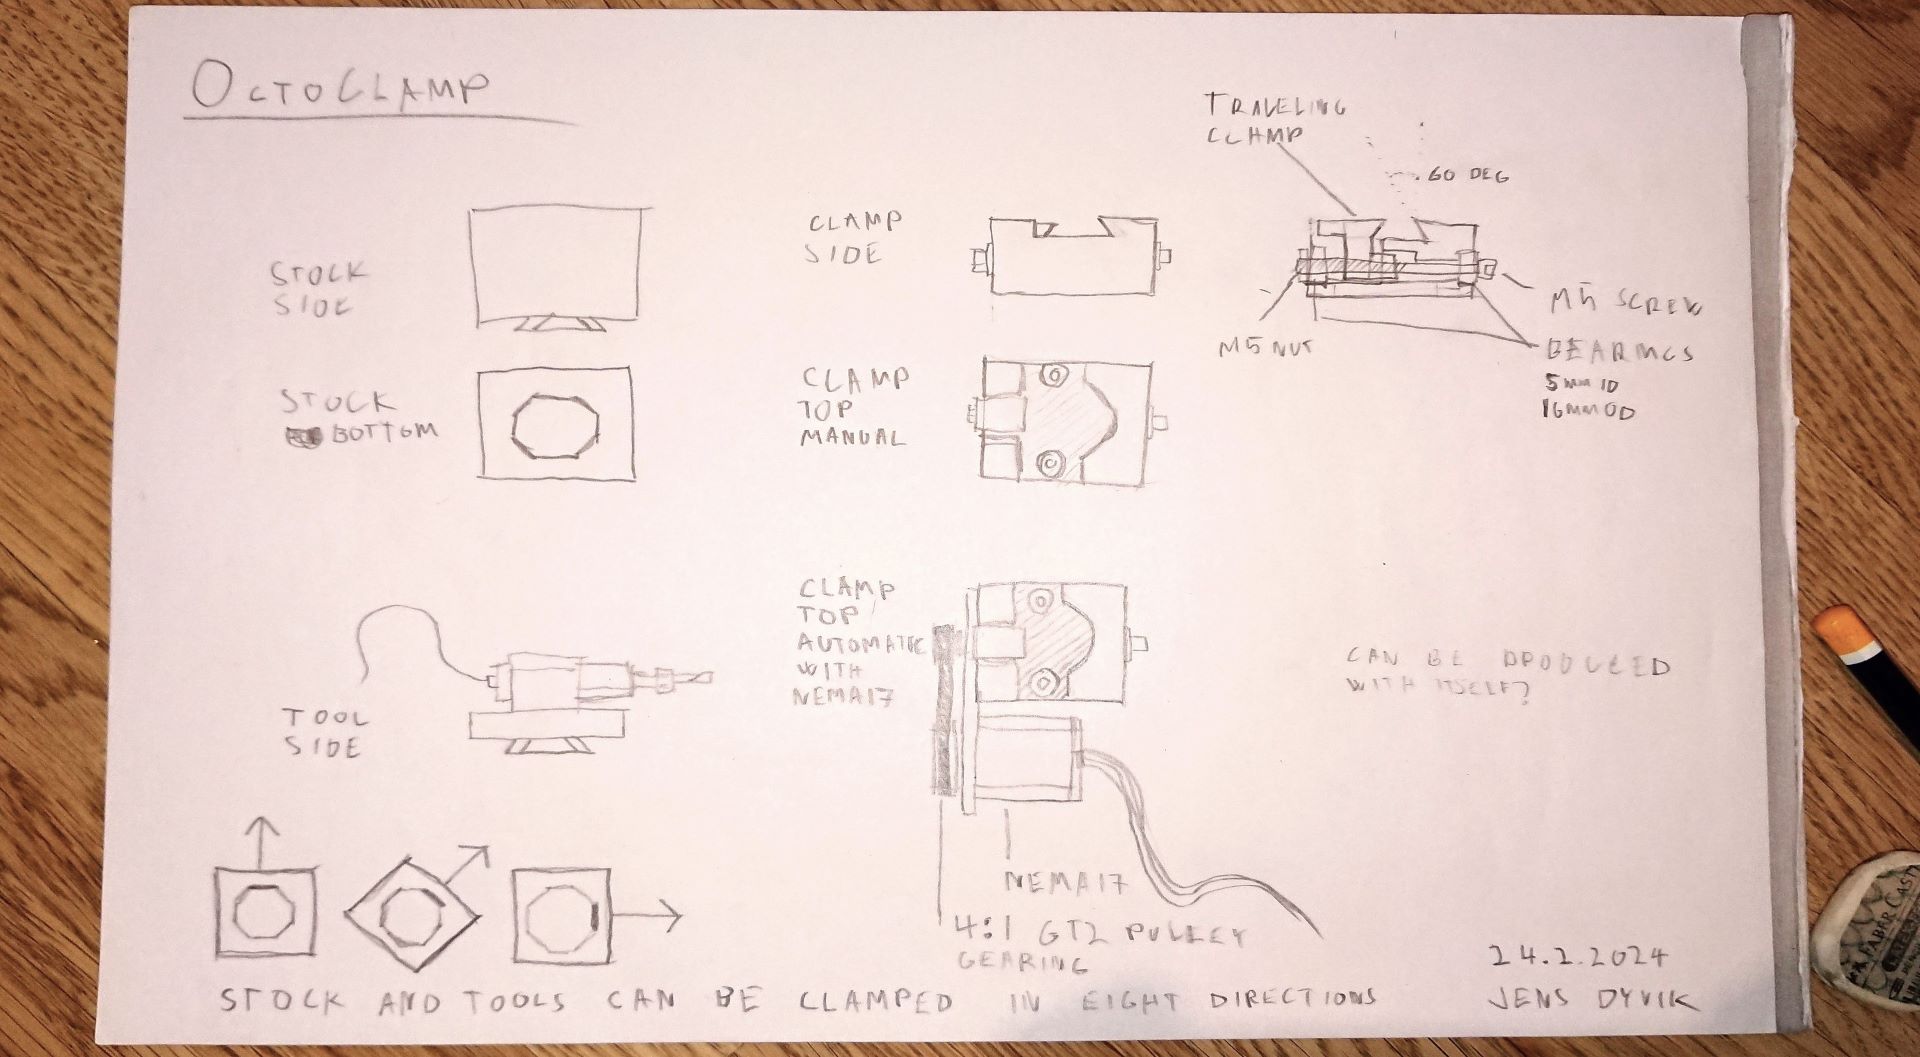 OCTOCLAMP
STOCK
SIDE
STOCK
BOTTOM
TOOL
SIDE
CLAMP
SIDE
CLAMP
TOP
MANUAL
CLAMP
TOP
AUTOMATIC
WITH
NEMA17
NEMA17
4:1 GT2 PULLEY
GEARING
TRAVELING
CLAMP
60 DEG
M5 NUT
M5 SCREW
BEARINGS
5MM ID
16MM OD
CAN BE PRODUCED
WITH ITSELF?
STOCK AND TOOLS CAN BE CLAMPED IN EIGHT DIRECTIONS
24.2.2024
JENS DYVIK
FABER CAST